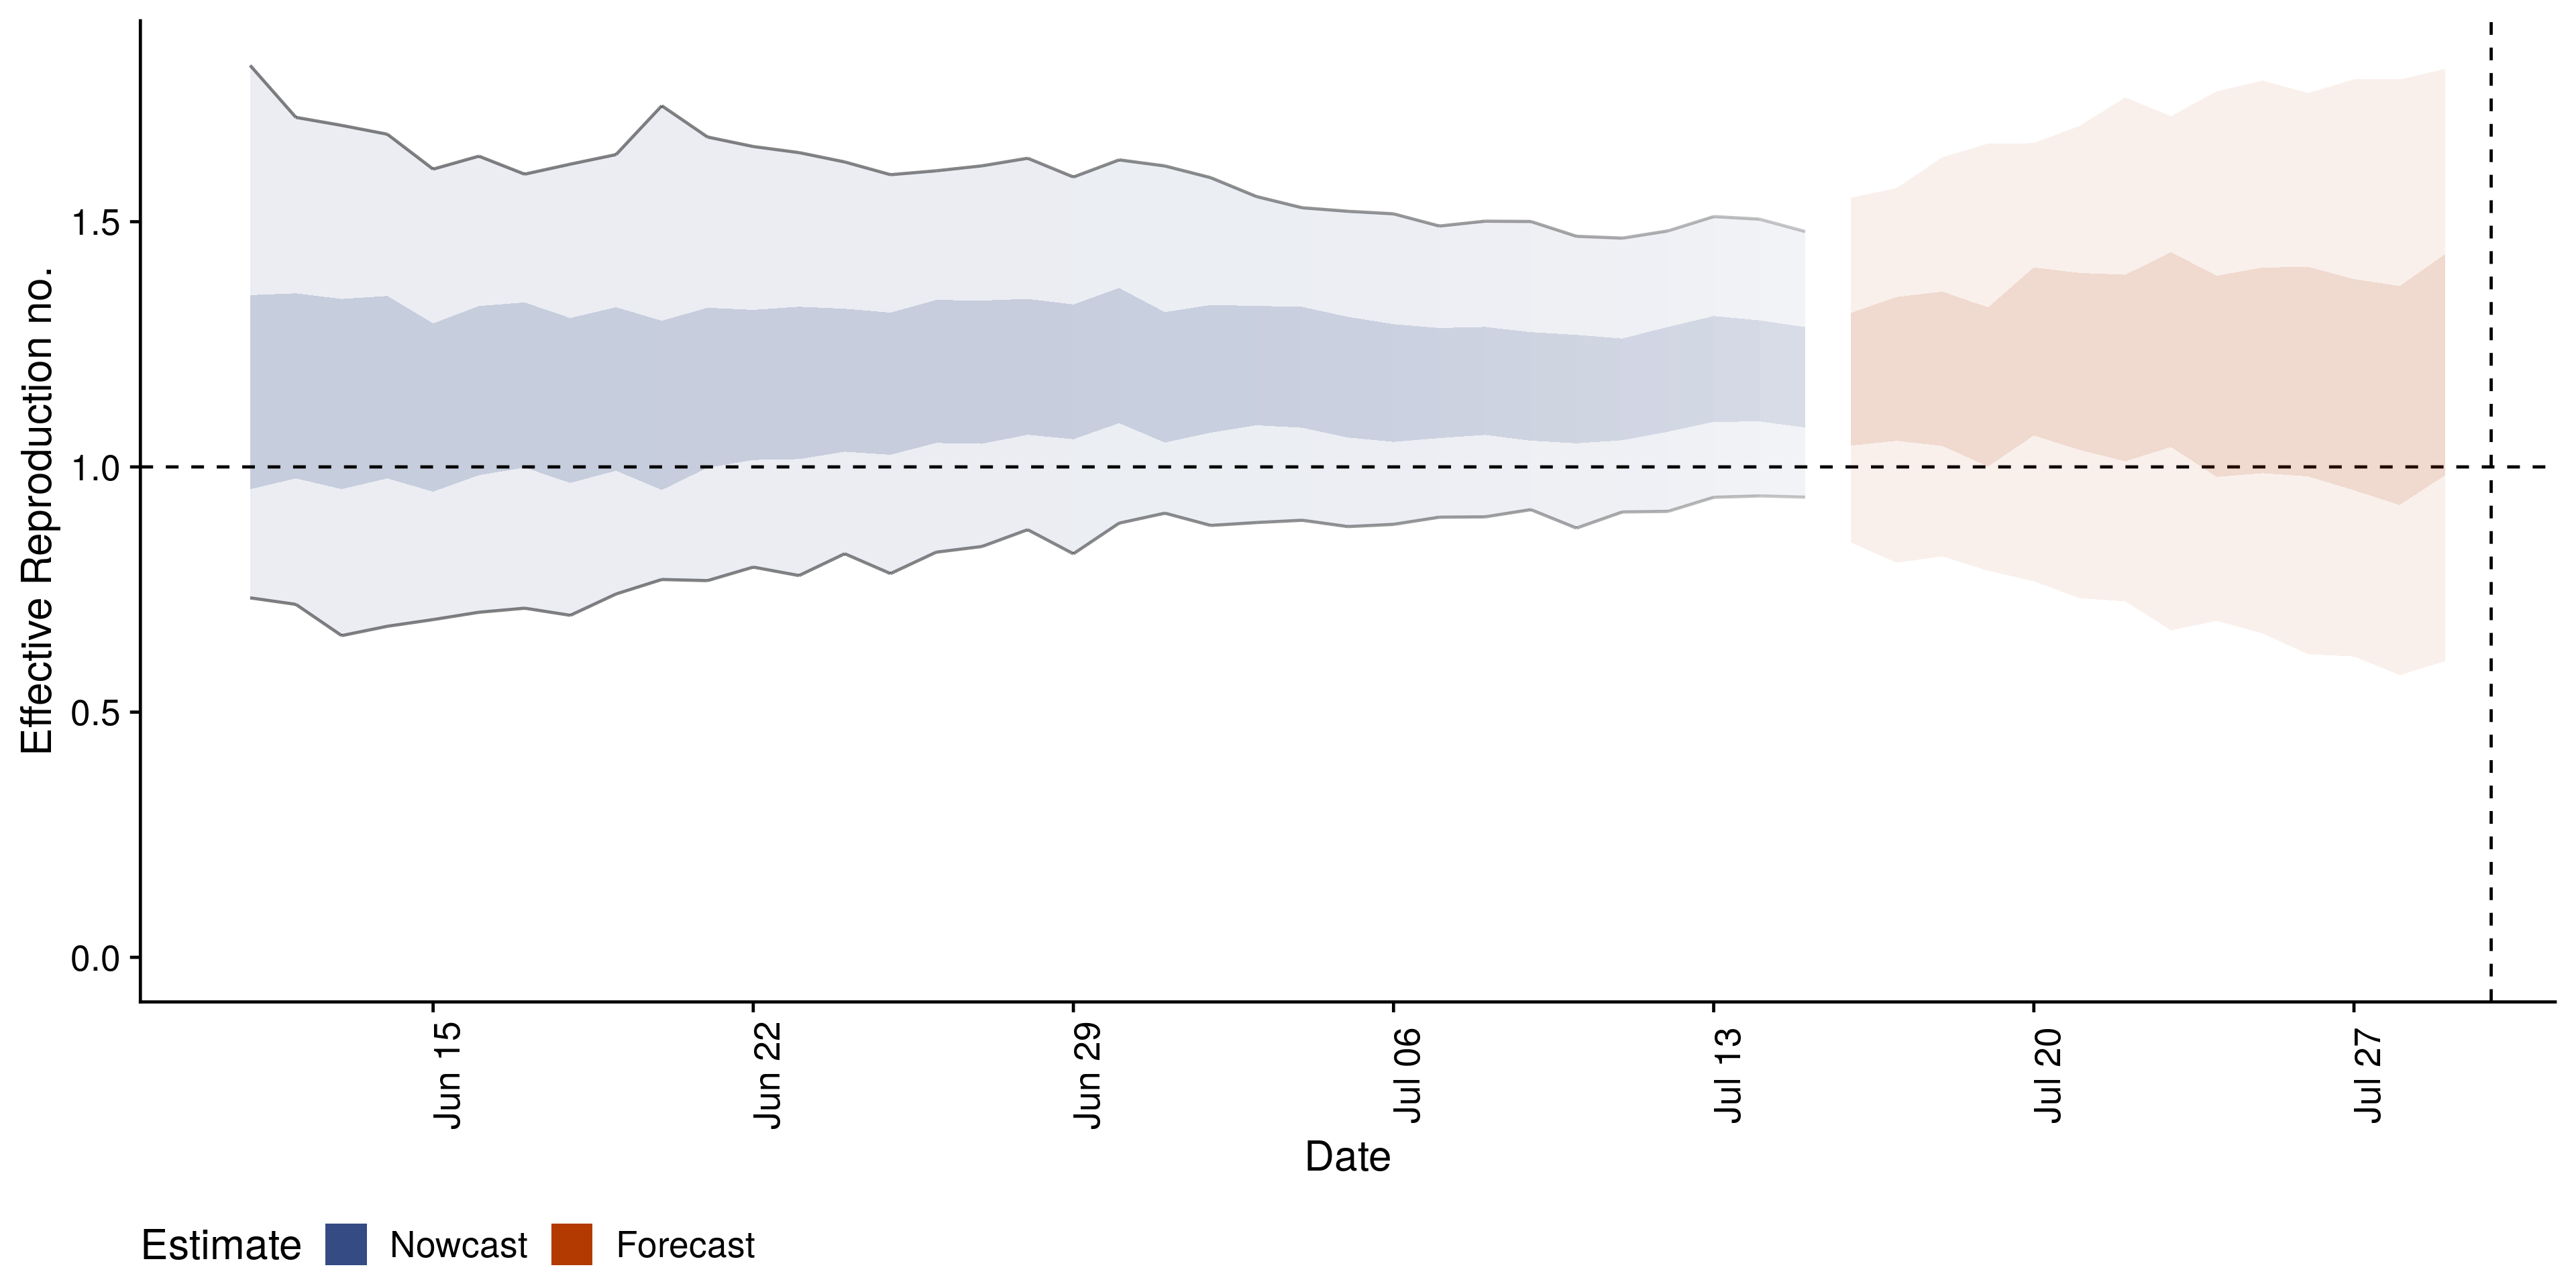 Effective Reproduction no.
1.5
1.0
0.5
0.0
Jun 15
Jun 22
Jun 29
Jul 06
Jul 13
Jul 20
Jul 27
Date
Estimate Nowcast Forecast